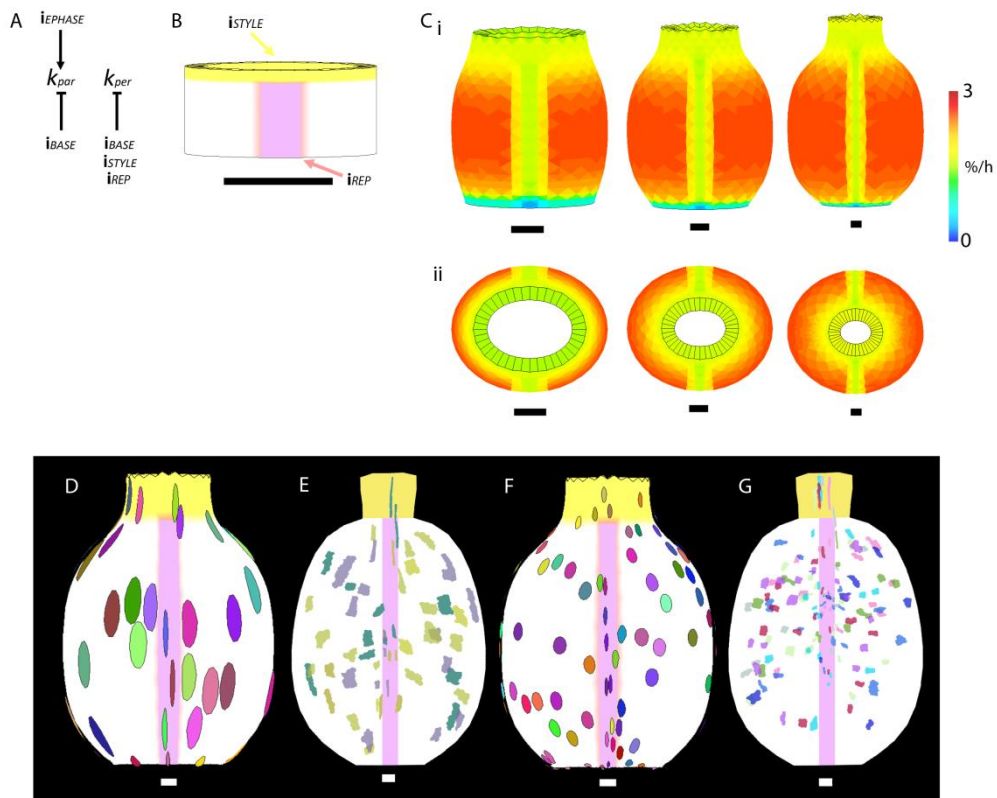 A
iEPHASE
kpar
kper
iBASE
iBASE
iSTYLE
iREP
B
iSTYLE
iREP
C
i
3
%/h
0
ii
D
E
F
G